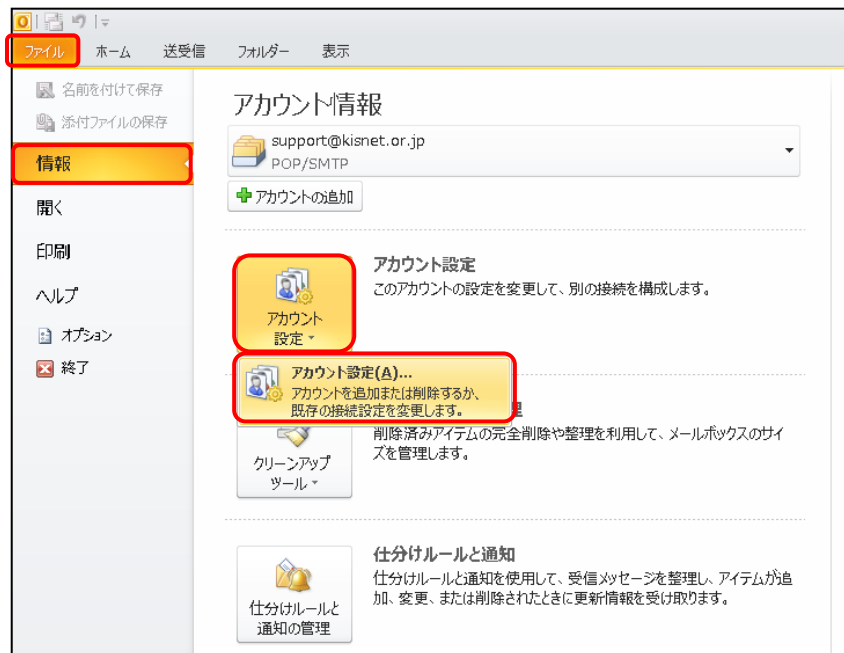 ファイル ホーム 送受信 フォルダー 表示
名前を付けて保存
添付ファイルの保存
情報
開く
印刷
ヘルプ
オプション
終了
アカウント情報
support@kisnet.or.jp
POP/SMTP
アカウントの追加
アカウント
設定
アカウント設定
このアカウントの設定を変更して、別の接続を構成します。
アカウント設定(A)...
アカウントを追加または削除するか、
既存の接続設定を変更します。
理
クリーンアップ
ツール
削除済みアイテムの完全削除や整理を利用して、メールボックスのサイ
ズを管理します。
仕分けルールと
通知の管理
仕分けルールと通知
仕分けルールと通知を使用して、受信メッセージを整理し、アイテムが追
加、変更、または削除されたときに更新情報を受け取ります。